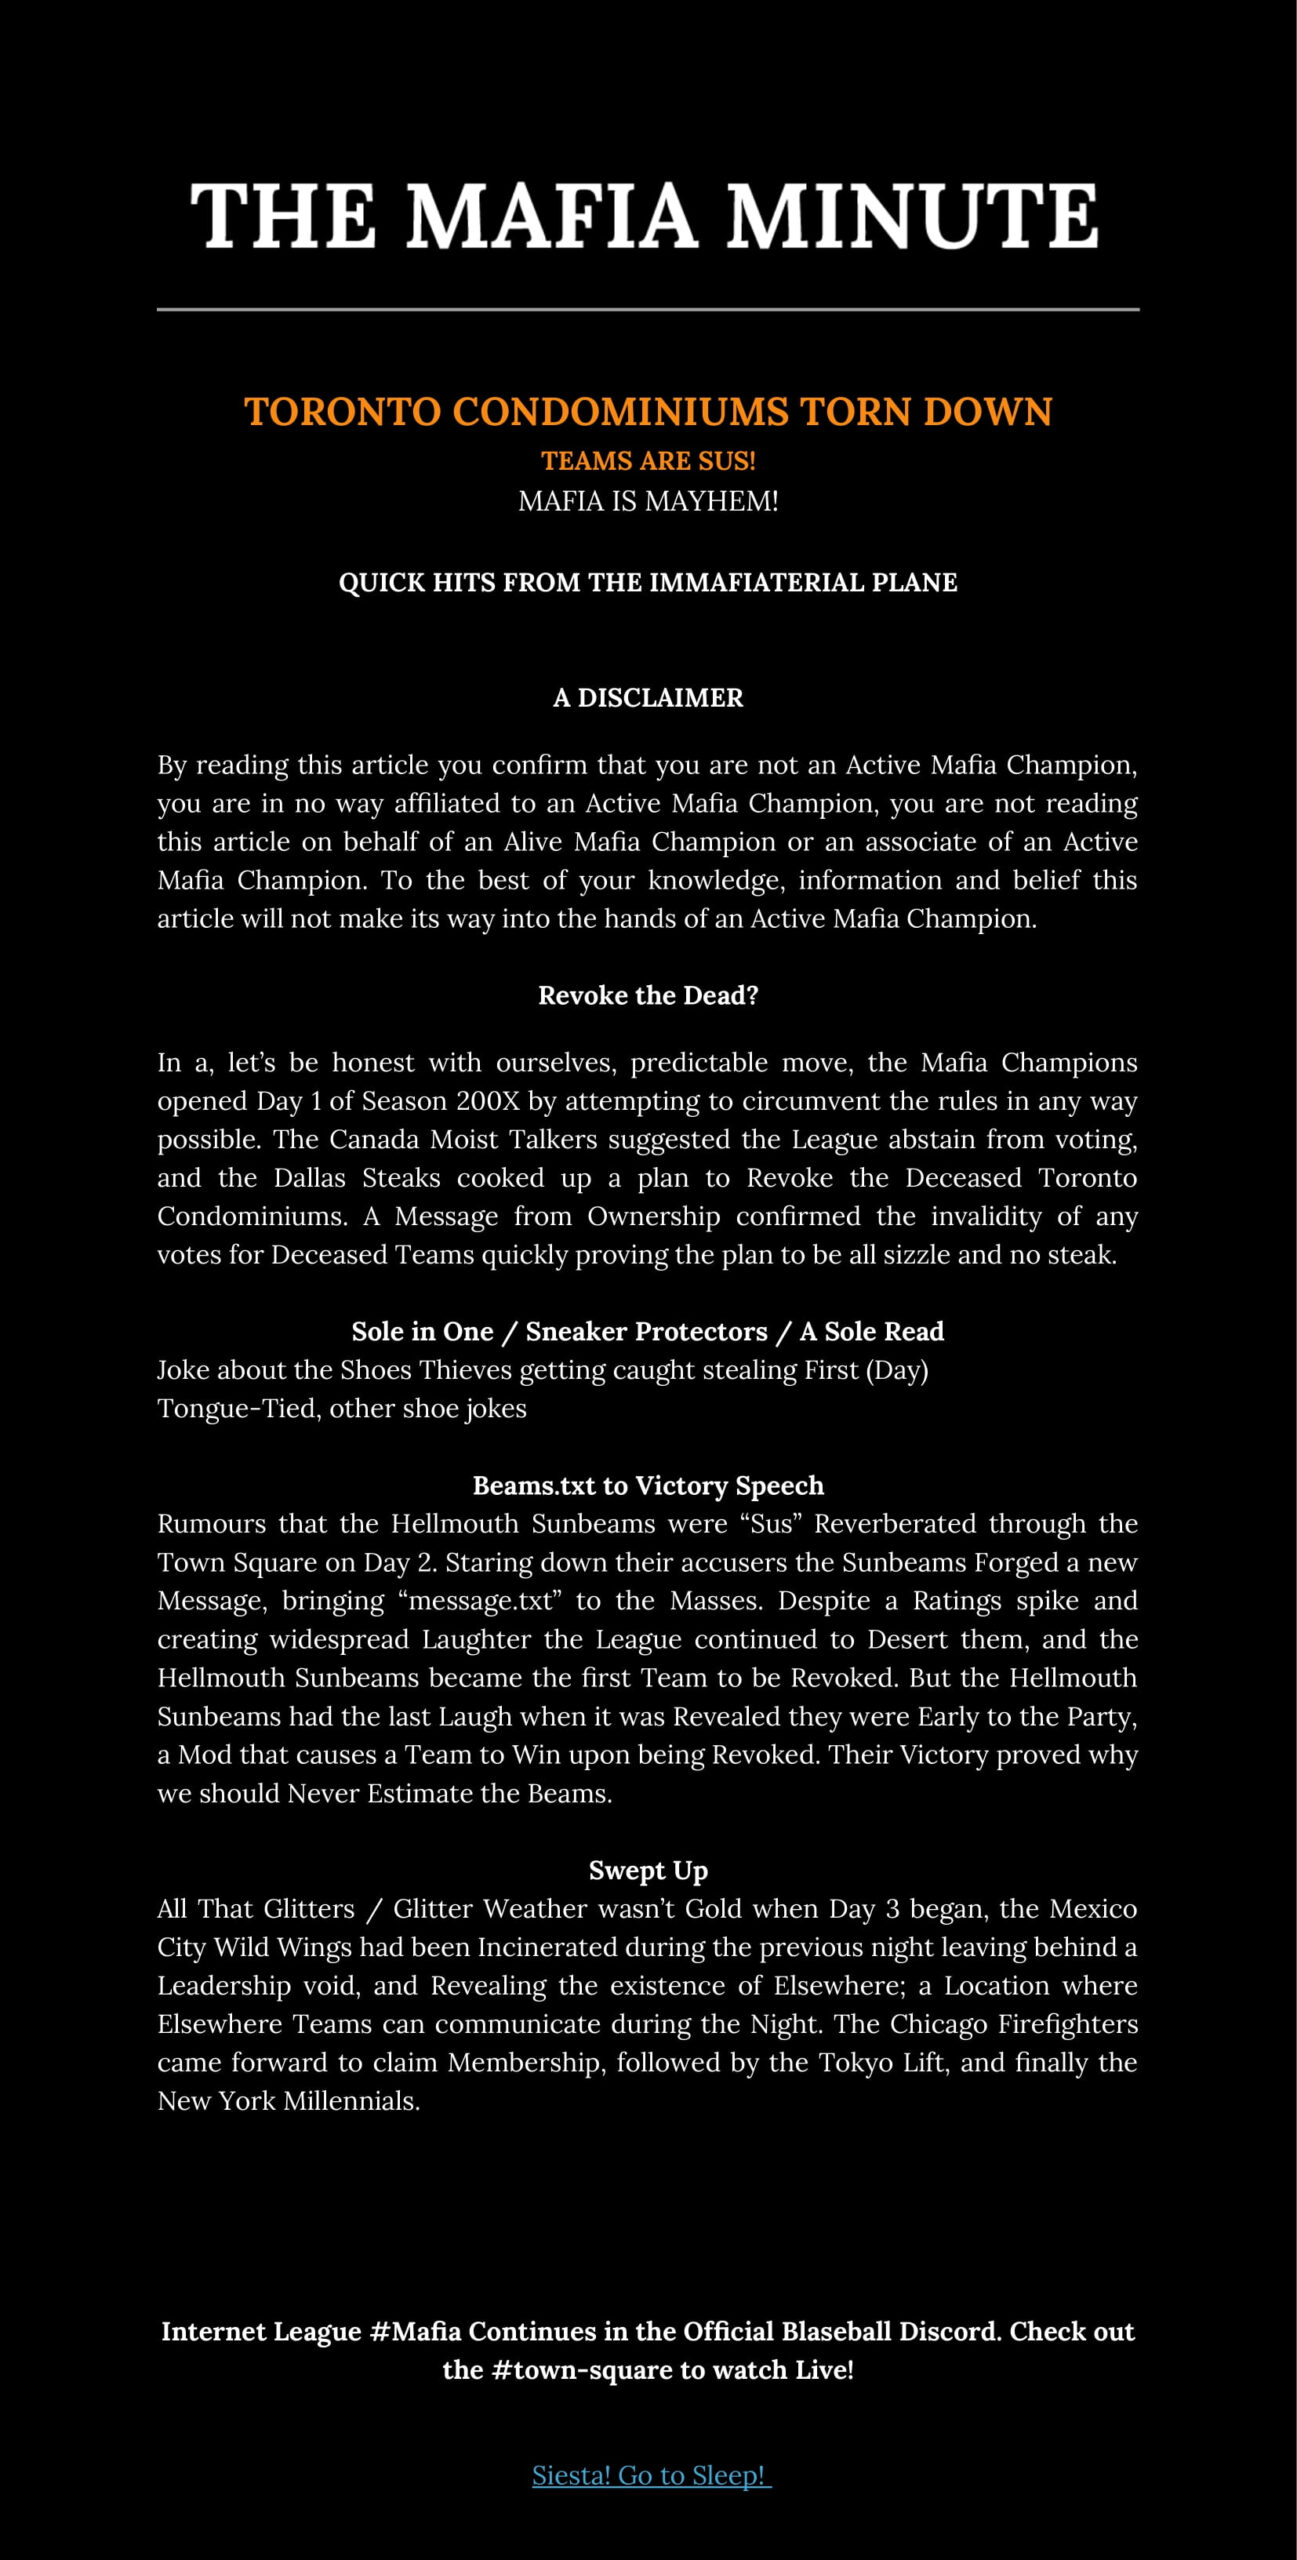 THE MAFIA MINUTE
TORONTO CONDOMINIUMS TORN DOWN
TEAMS ARE SUS!
MAFIA IS MAYHEM!
QUICK HITS FROM THE IMMAFIATERIAL PLANE
A DISCLAIMER
By reading this article you confirm that you are not an Active Mafia Champion,
you are in no way affiliated to an Active Mafia Champion, you are not reading
this article on behalf of an Alive Mafia Champion or an associate of an Active
Mafia Champion. To the best of your knowledge, information and belief this
article will not make its way into the hands of an Active Mafia Champion.
Revoke the Dead?
In a, let’s be honest with ourselves, predictable move, the Mafia Champions
opened Day 1 of Season 200X by attempting to circumvent the rules in any way
possible. The Canada Moist Talkers suggested the League abstain from voting,
and the Dallas Steaks cooked up a plan to Revoke the Deceased Toronto
Condominiums. A Message from Ownership confirmed the invalidity of any
votes for Deceased Teams quickly proving the plan to be all sizzle and no steak.
Sole in One / Sneaker Protectors / A Sole Read
Joke about the Shoes Thieves getting caught stealing First (Day)
Tongue-Tied, other shoe jokes
Beams.txt to Victory Speech
Rumours that the Hellmouth Sunbeams were “Sus” Reverberated through the
Town Square on Day 2. Staring down their accusers the Sunbeams Forged a new
Message, bringing “message.txt” to the Masses. Despite a Ratings spike and
creating widespread Laughter the League continued to Desert them, and the
Hellmouth Sunbeams became the first Team to be Revoked. But the Hellmouth
Sunbeams had the last Laugh when it was Revealed they were Early to the Party,
a Mod that causes a Team to Win upon being Revoked. Their Victory proved why
we should Never Estimate the Beams.
Swept Up
All That Glitters / Glitter Weather wasn’t Gold when Day 3 began, the Mexico
City Wild Wings had been Incinerated during the previous night leaving behind a
Leadership void, and Revealing the existence of Elsewhere; a Location where
Elsewhere Teams can communicate during the Night. The Chicago Firefighters
came forward to claim Membership, followed by the Tokyo Lift, and finally the
New York Millennials.
Internet League #Mafia Continues in the Official Blaseball Discord. Check out
the #town-square to watch Live!
Siesta! Go to Sleep!